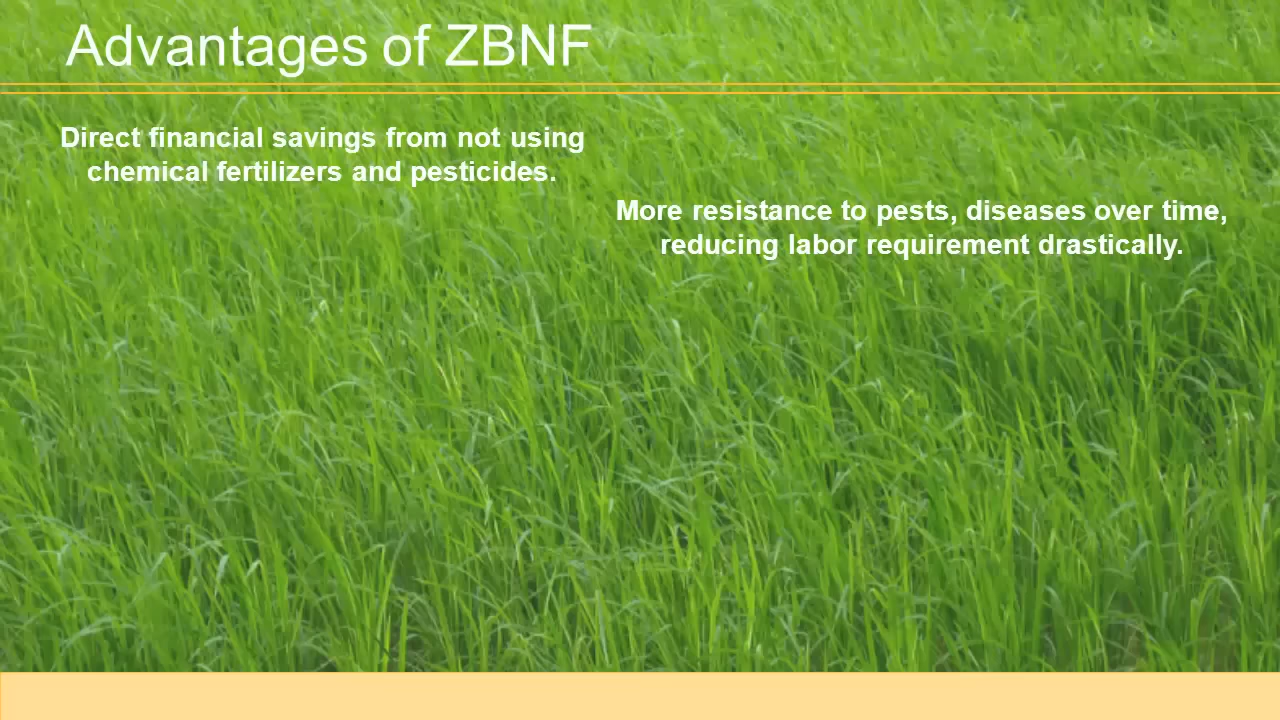 Advantages of ZBNF
Direct financial savings from not using
chemical fertilizers and pesticides.
More resistance to pests, diseases over time,
reducing labor requirement drastically.